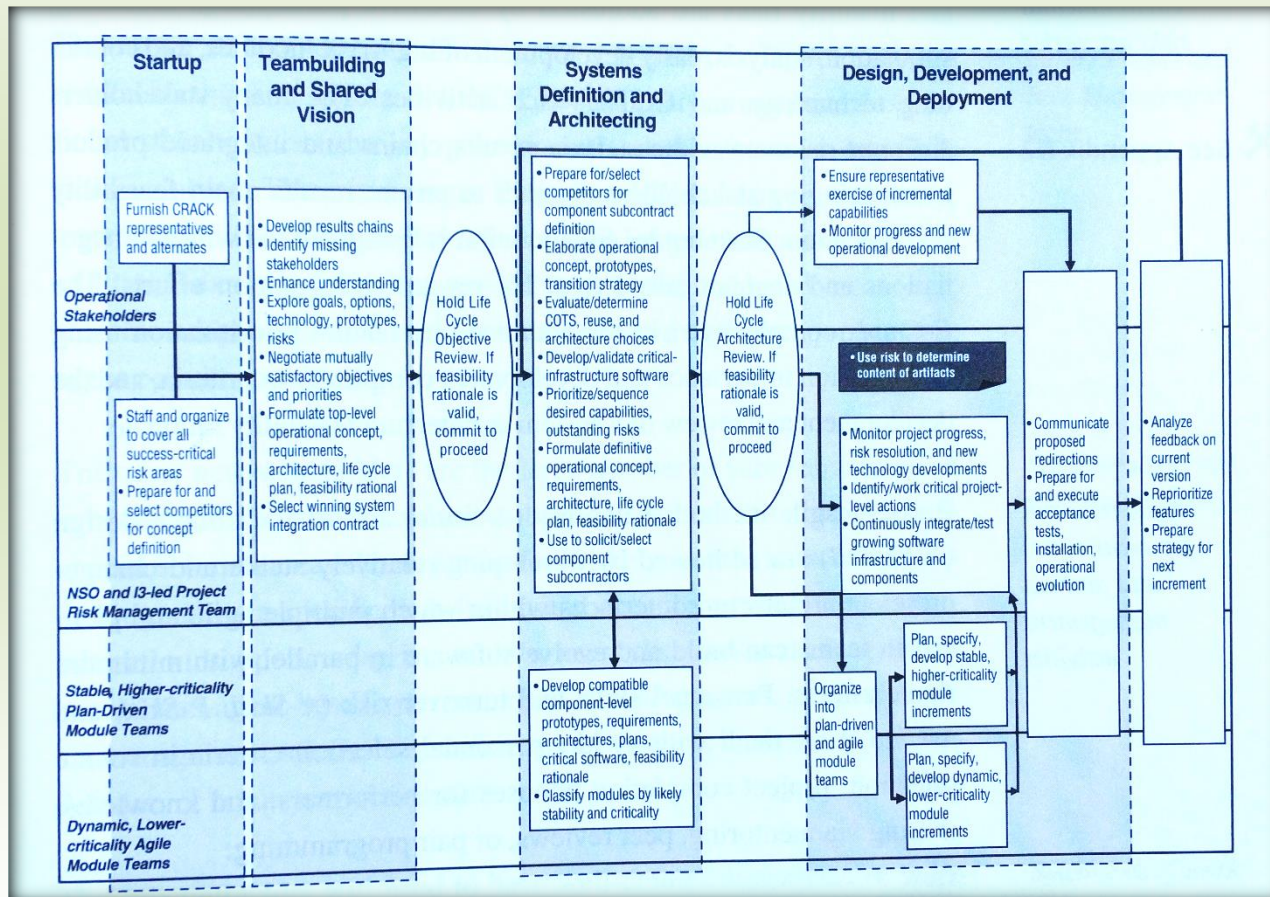 Startup
Teambuilding
and Shared
Vision
Systems
Definition and
Architecting
Design, Development, and
Deployment
Furnish CRACK
representatives
and alternates
Operational
Stakeholders
• Staff and organize
to cover all
success-critical
risk areas
• Prepare for and
select competitors
for concept
definition
NSO and I3-led Project
Risk Management Team
Stable, Higher-criticality
Plan-Driven
Module Teams
Dynamic, Lower-
criticality Agile
Module Teams
• Develop results chains
• Identify missing
stakeholders
• Enhance understanding
• Explore goals, options,
technology, prototypes,
risks
• Negotiate mutually
satisfactory objectives
and priorities
• Formulate top-level
operational concept,
requirements,
architecture, life cycle
plan, feasibility rational
• Select winning system
integration contract
Hold Life
Cycle
Objective
Review. If
feasibility
rationale is
valid,
commit to
proceed
• Prepare for/select
competitors for
component subcontract
definition
• Elaborate operational
concept, prototypes,
transition strategy
• Evaluate/determine
COTS, reuse, and
architecture choices
• Develop/validate critical-
infrastructure software
• Prioritize/sequence
desired capabilities,
outstanding risks
• Formulate definitive
operational concept,
requirements,
architecture, life cycle
plan, feasibility rationale
• Use to solicit/select
component
subcontractors
• Develop compatible
component-level
prototypes, requirements,
architectures, plans,
critical software, feasibility
rationale
• Classify modules by likely
stability and criticality
Hold Life
Cycle
Architecture
Review. If
feasibility
rationale is
valid,
commit to
proceed
• Ensure representative
exercise of incremental
capabilities
• Monitor progress and new
operational development
• Use risk to determine
content of artifacts
• Monitor project progress,
risk resolution, and new
technology developments
• Identify/work critical project-
level actions
• Continuously integrate/test
growing software
infrastructure and
components
Organize
into
plan-driven
and agile
module
teams
Plan, specify,
develop stable,
higher-criticality
module
increments
Plan, specify,
develop dynamic,
lower-criticality
module
increments
• Communicate
proposed
redirections
• Prepare for
and execute
acceptance
tests,
installation,
operational
evolution
• Analyze
feedback on
current
version
• Reprioritize
features
• Prepare
strategy for
next
increment